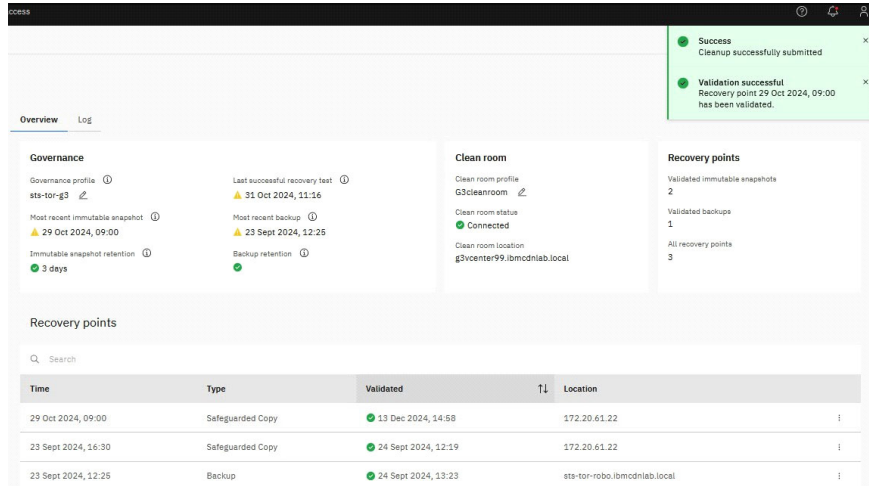 ccess
Success
Cleanup successfully submitted
Validation successful
Recovery point 29 Oct 2024, 09:00
has been validated.
Overview Log
Governance
Governance profile
sts-tor-g3
Last successful recovery test
31 Oct 2024, 11:16
Most recent immutable snapshot
29 Oct 2024, 09:00
Most recent backup
23 Sept 2024, 12:25
Immutable snapshot retention
3 days
Backup retention
Clean room
Clean room profile
G3cleanroom
Clean room status
Connected
Clean room location
g3vcenter99.ibmcdnlab.local
Recovery points
Validated immutable snapshots
2
Validated backups
1
All recovery points
3
Recovery points
Search
Time Type Validated Location
29 Oct 2024, 09:00 Safeguarded Copy 13 Dec 2024, 14:58 172.20.61.22
23 Sept 2024, 16:30 Safeguarded Copy 24 Sept 2024, 12:19 172.20.61.22
23 Sept 2024, 12:25 Backup 24 Sept 2024, 13:23 sts-tor-robo.ibmcdnlab.local